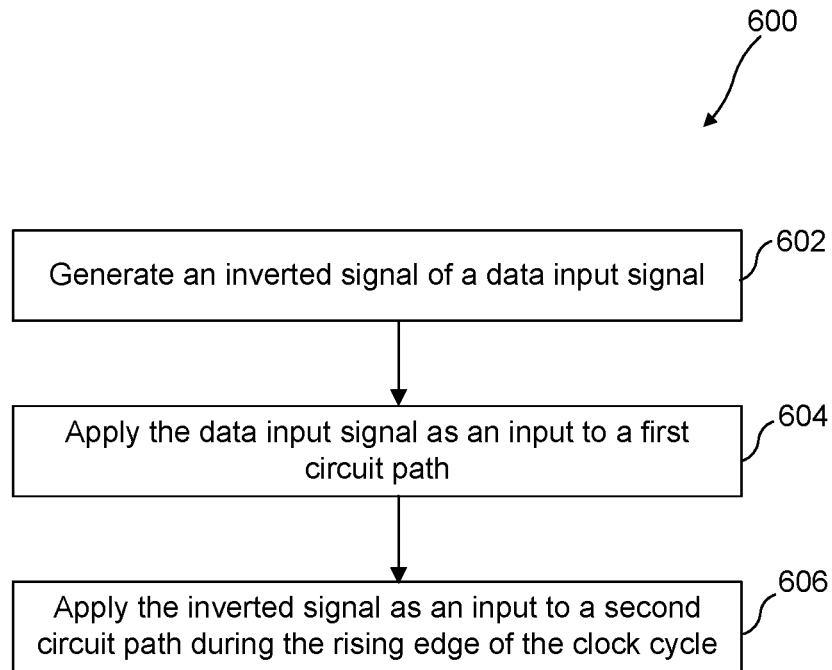 600
Generate an inverted signal of a data input signal
602
Apply the data input signal as an input to a first
circuit path
604
Apply the inverted signal as an input to a second
circuit path during the rising edge of the clock cycle
606